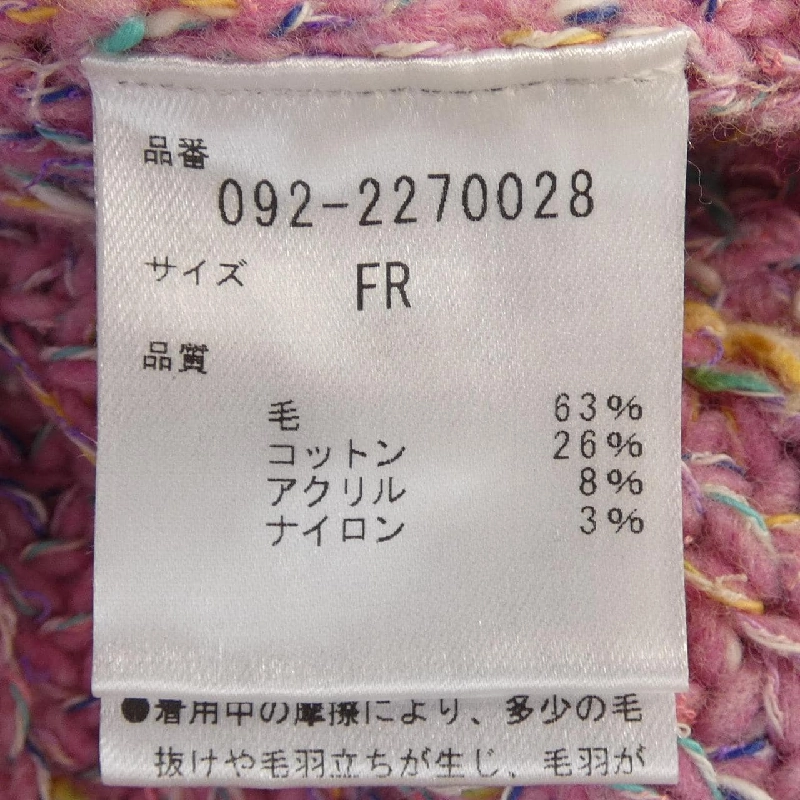 品番
092-2270028
サイズ FR
品質
毛 63%
コットン 26%
アクリル 8%
ナイロン 3%
●着用中の摩擦により、多少の毛
抜けや毛羽立ちが生じ、毛羽が